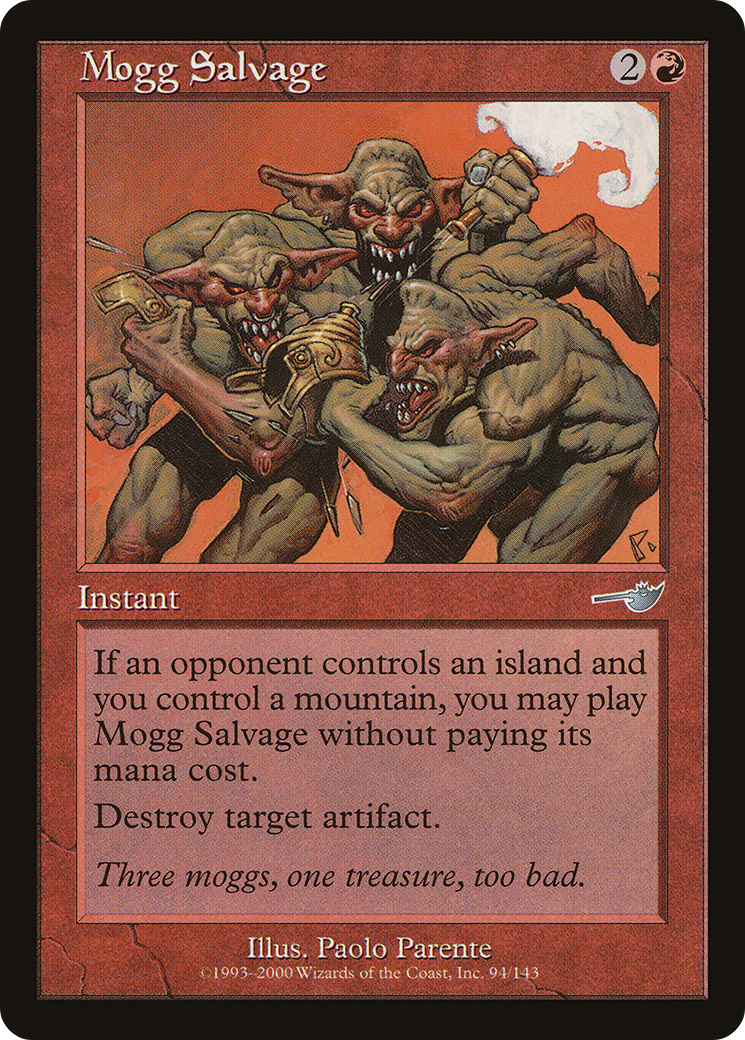 Mogg Salvage 2
Instant
If an opponent controls an island and
you control a mountain, you may play
Mogg Salvage without paying its
mana cost.
Destroy target artifact.
Three moggs, one treasure, too bad.
Illus. Paolo Parente
©1993–2000 Wizards of the Coast, Inc. 94/143